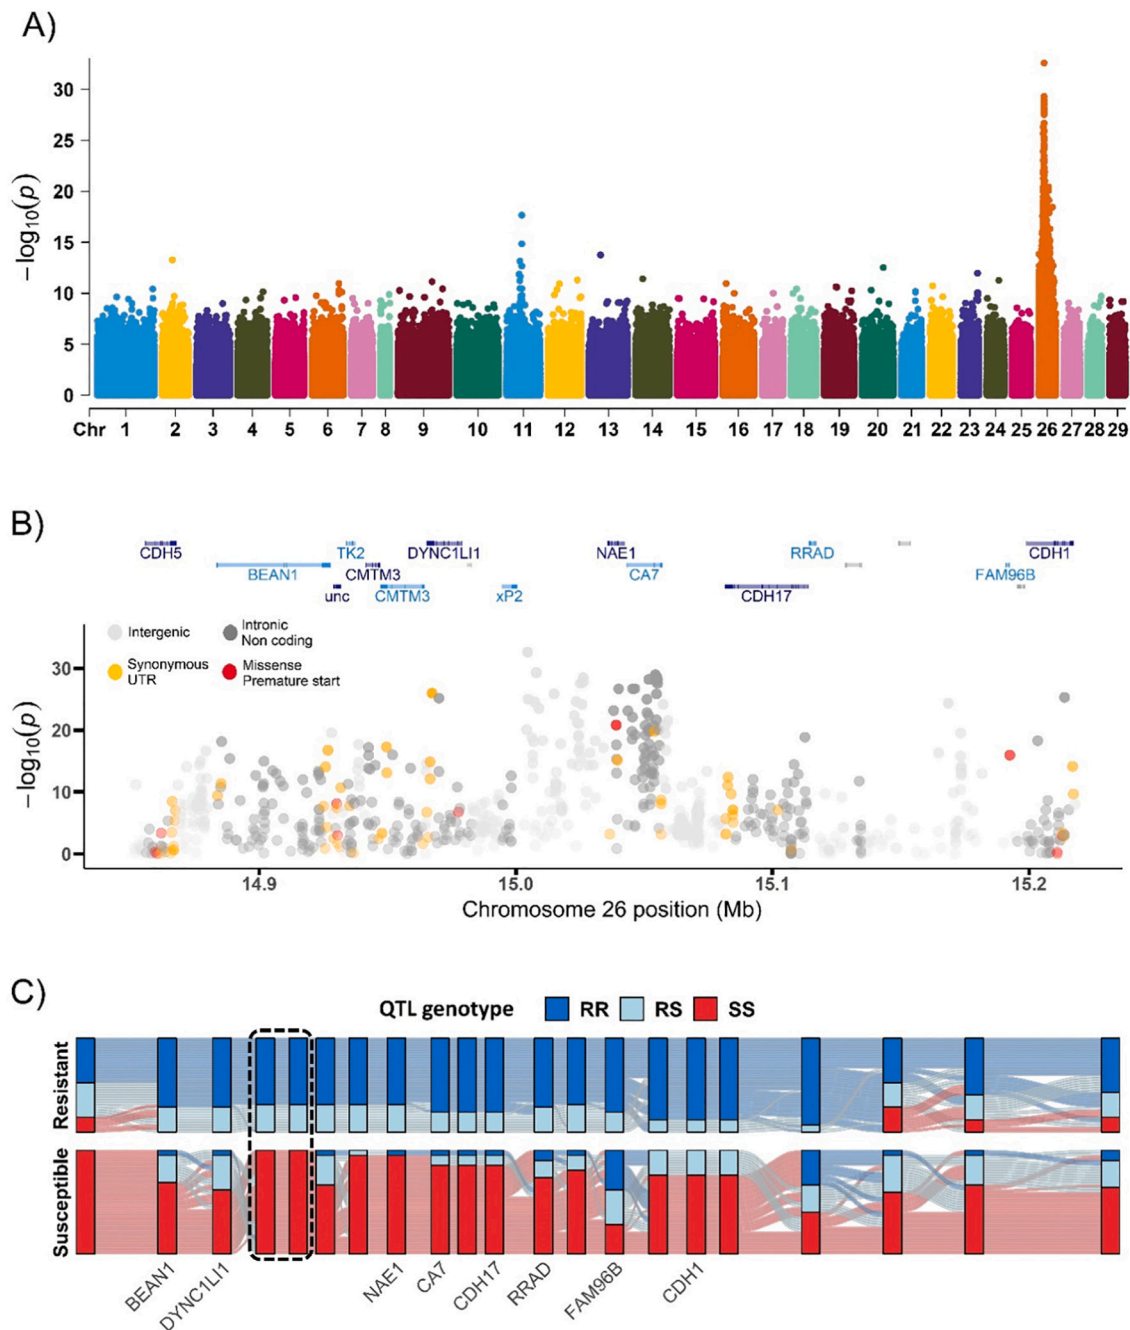 A)
30
25
20
15
10
5
0
−log10(p)
Chr 1 2 3 4 5 6 7 8 9 10 11 12 13 14 15 16 17 18 19 20 21 22 23 24 25 26 27 28 29
B)
CDH5 TK2 DYNC1LI1 NAE1 RRAD CDH1
BEAN1 CMTM3 CA7 FAM96B
unc CMTM3 xP2 CDH17
Intergenic
Intronic
Non coding
Synonymous
UTR
Missense
Premature start
30
20
10
0
−log10(p)
14.9 15.0 15.1 15.2
Chromosome 26 position (Mb)
C)
QTL genotype RR RS SS
Resistant
Susceptible
BEAN1 DYNC1LI1 NAE1 CA7 CDH17 RRAD FAM96B CDH1